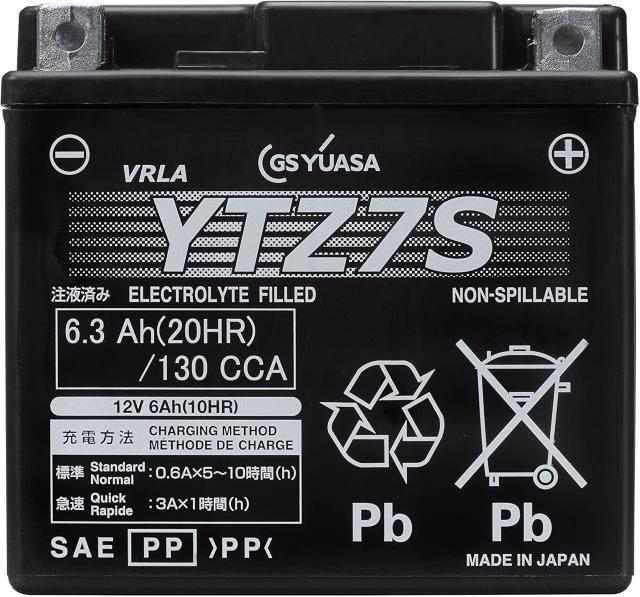 ⊖ ⊕
VRLA GS YUASA
YTZ7S
注液済み ELECTROLYTE FILLED NON-SPILLABLE
6.3 Ah(20HR)
/130 CCA
12V 6Ah(10HR)
充電方法 CHARGING METHOD
MÉTHODE DE CHARGE
標準 Standard
Normal :0.6A×5～10時間(h)
急速 Quick
Rapide :3A×1時間(h)
Pb Pb
SAE PP >PP<
MADE IN JAPAN